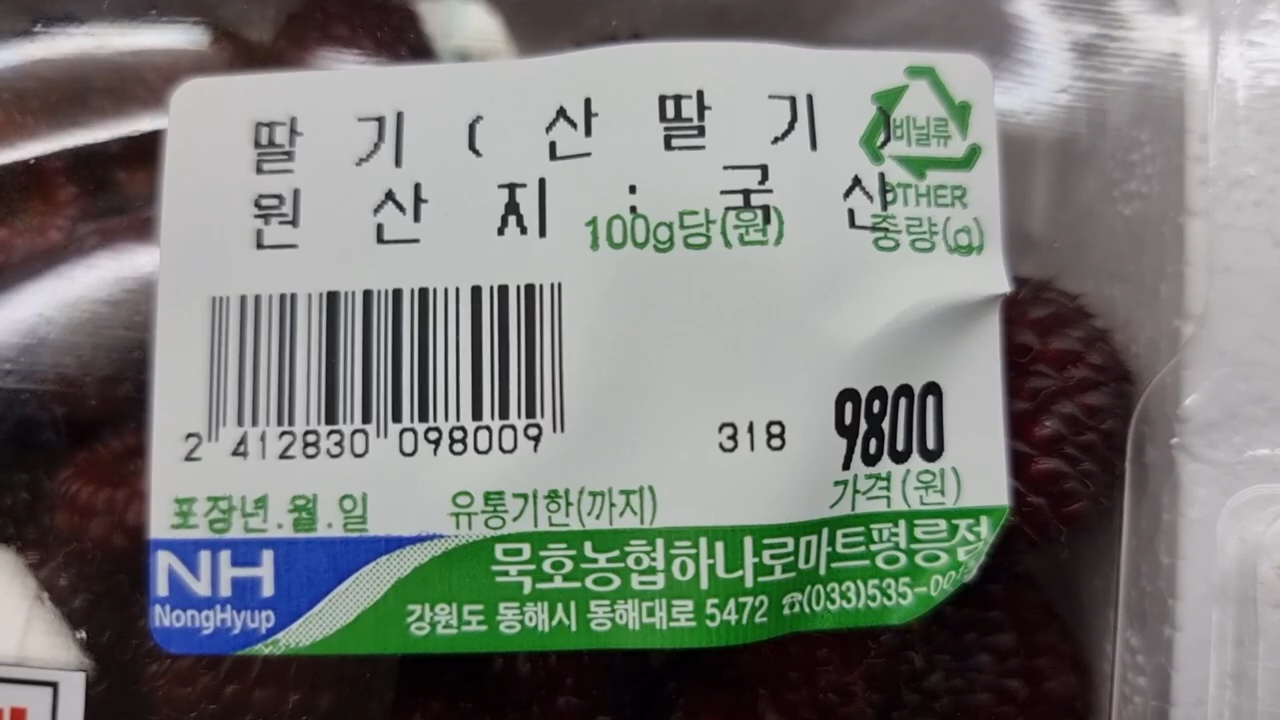 딸기(산딸기)
비닐류
원산지:국산
OTHER
100g당(원)
중량(g)
2 412830 098009
318
9800
포장년.월.일
유통기한(까지)
가격(원)
NH
NongHyup
묵호농협하나로마트평릉점
강원도 동해시 동해대로 5472 ☎(033)535-